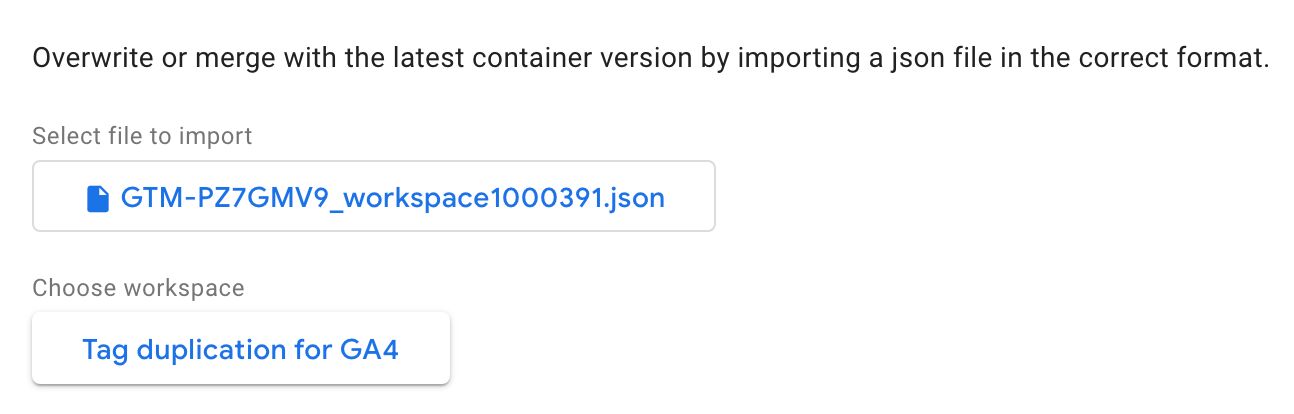 Overwrite or merge with the latest container version by importing a json file in the correct format.
Select file to import
GTM-PZ7GMV9_workspace1000391.json
Choose workspace
Tag duplication for GA4